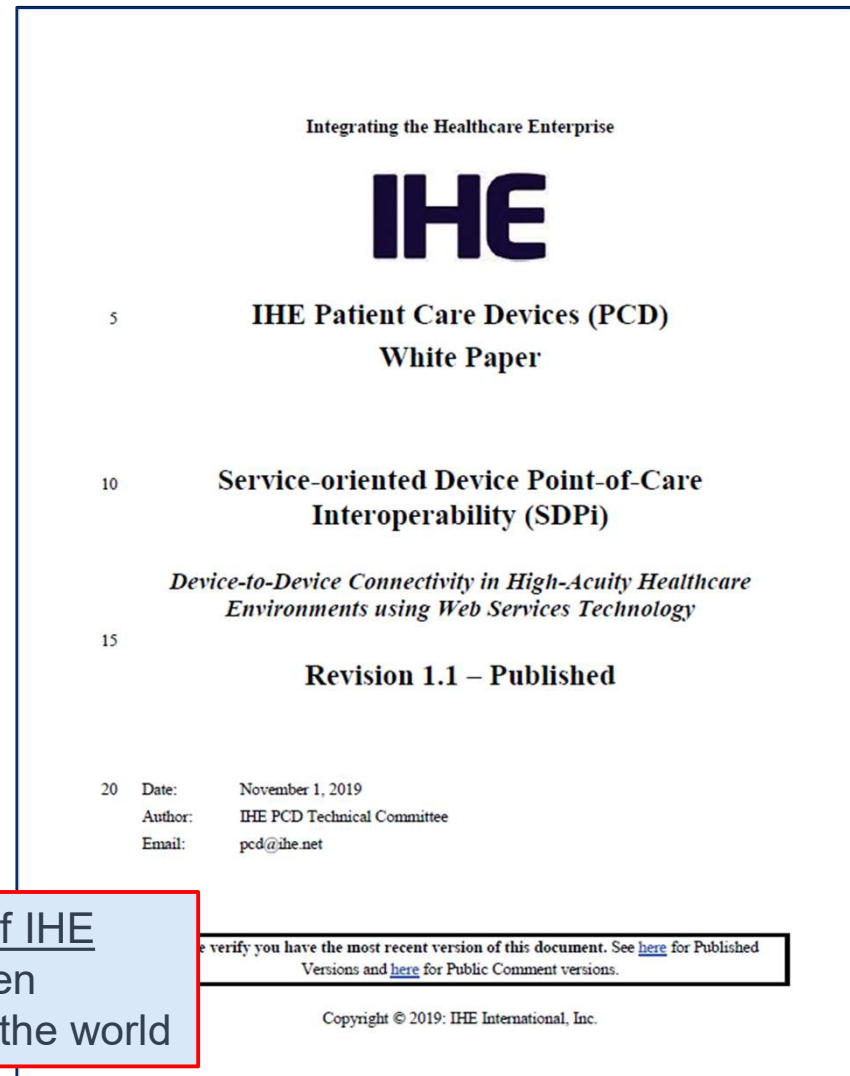 Integrating the Healthcare Enterprise
IHE
5 IHE Patient Care Devices (PCD)
White Paper
10 Service-oriented Device Point-of-Care
Interoperability (SDPi)
Device-to-Device Connectivity in High-Acuity Healthcare
Environments using Web Services Technology
15
Revision 1.1 – Published
20 Date: November 1, 2019
Author: IHE PCD Technical Committee
Email: pcd@ihe.net
f IHE
en
the world
verify you have the most recent version of this document. See here for Published
Versions and here for Public Comment versions.
Copyright © 2019: IHE International, Inc.